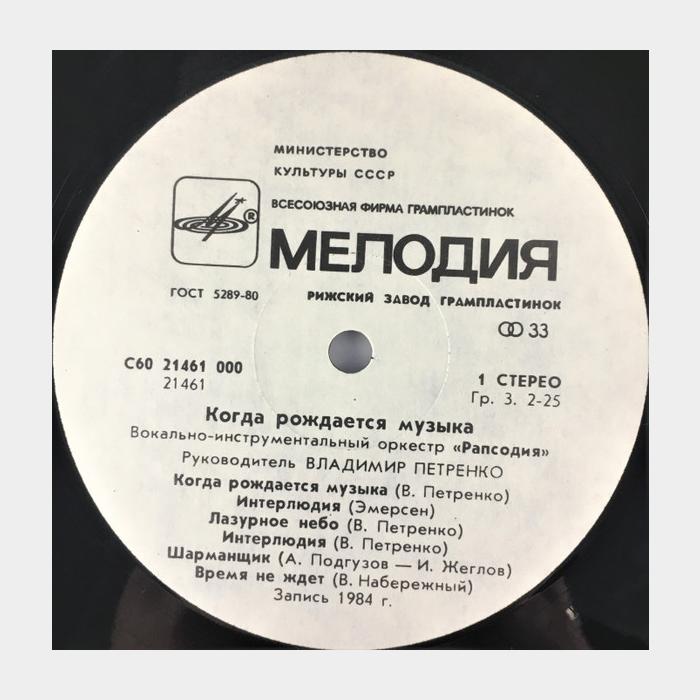 МИНИСТЕРСТВО
КУЛЬТУРЫ СССР
ВСЕСОЮЗНАЯ ФИРМА ГРАМПЛАСТИНОК
®
МЕЛОДИЯ
ГОСТ 5289-80 РИЖСКИЙ ЗАВОД ГРАМПЛАСТИНОК
33
С60 21461 000
21461
1 СТЕРЕО
Гр. 3. 2-25
Когда рождается музыка
Вокально-инструментальный оркестр «Рапсодия»
Руководитель ВЛАДИМИР ПЕТРЕНКО
Когда рождается музыка (В. Петренко)
Интерлюдия (Эмерсен)
Лазурное небо (В. Петренко)
Интерлюдия (В. Петренко)
Шарманщик (А. Подгузов — И. Жеглов)
Время не ждет (В. Набережный)
Запись 1984 г.